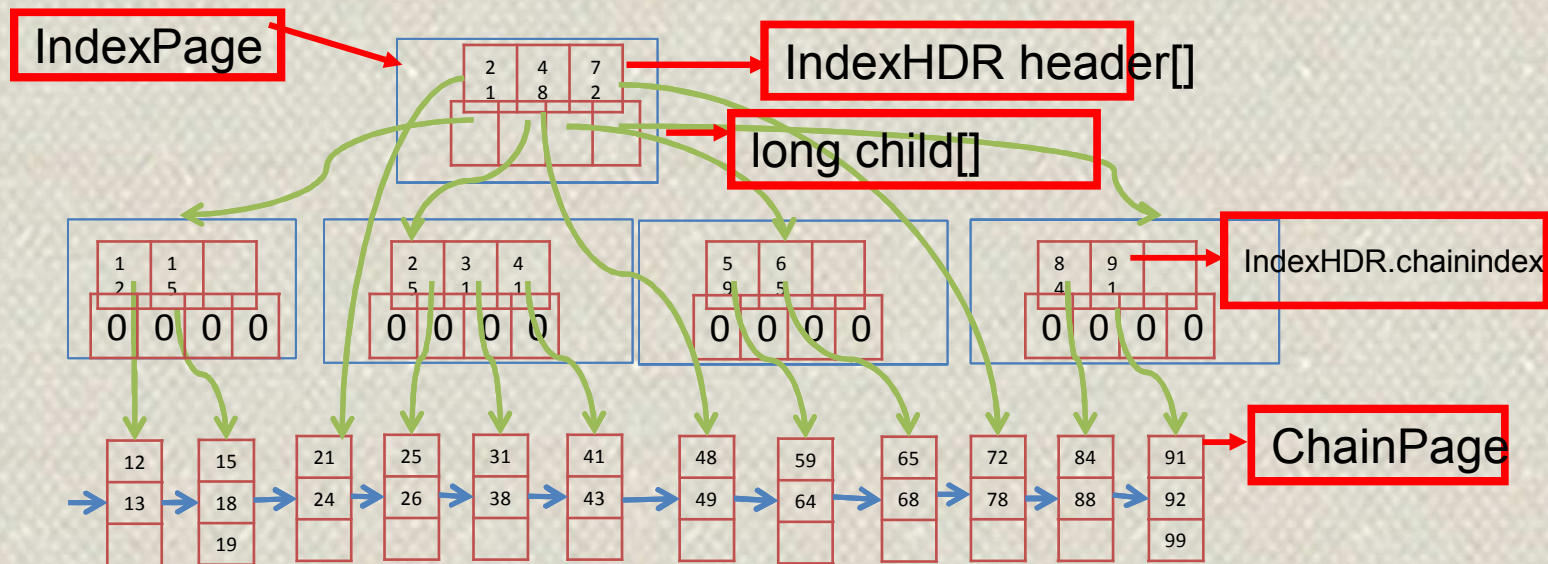 IndexPage
IndexHDR header[]
2 4 7
1 8 2
long child[]
1 1
2 5
0 0 0 0
2 3 4
5 1 1
0 0 0 0
5 6
9 5
0 0 0 0
8 9
4 1
0 0 0 0
IndexHDR.chainindex
12 15 21 25 31 41 48 59 65 72 84 91
13 18 24 26 38 43 49 64 68 78 88 92
19 99
ChainPage